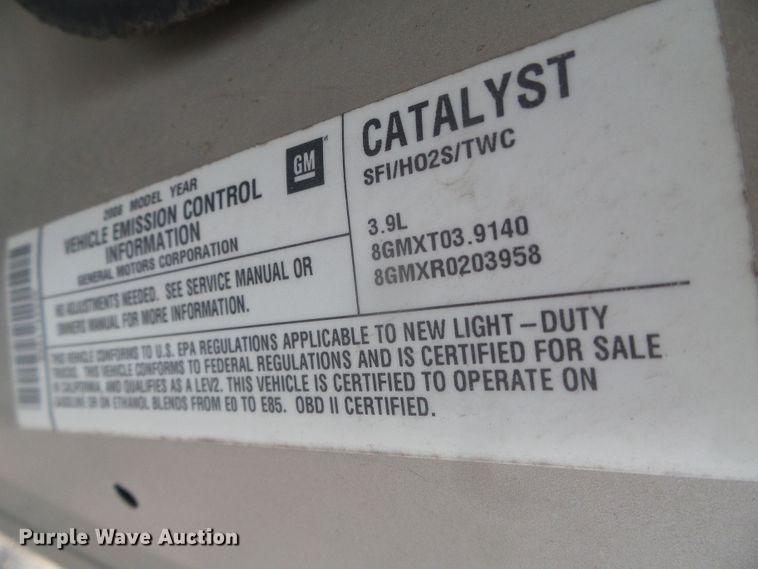 2008 MODEL YEAR
VEHICLE EMISSION CONTROL
INFORMATION
GENERAL MOTORS CORPORATION
GM
NO ADJUSTMENTS NEEDED. SEE SERVICE MANUAL OR
OWNERS MANUAL FOR MORE INFORMATION.
CATALYST
SFI/HO2S/TWC
3.9L
8GMXT03.9140
8GMXR0203958
THIS VEHICLE CONFORMS TO U.S. EPA REGULATIONS APPLICABLE TO NEW LIGHT-DUTY
TRUCKS. THIS VEHICLE CONFORMS TO FEDERAL REGULATIONS AND IS CERTIFIED FOR SALE
IN CALIFORNIA, AND QUALIFIES AS A LEV2. THIS VEHICLE IS CERTIFIED TO OPERATE ON
GASOLINE OR ON ETHANOL BLENDS FROM E0 TO E85. OBD II CERTIFIED.
Purple Wave Auction